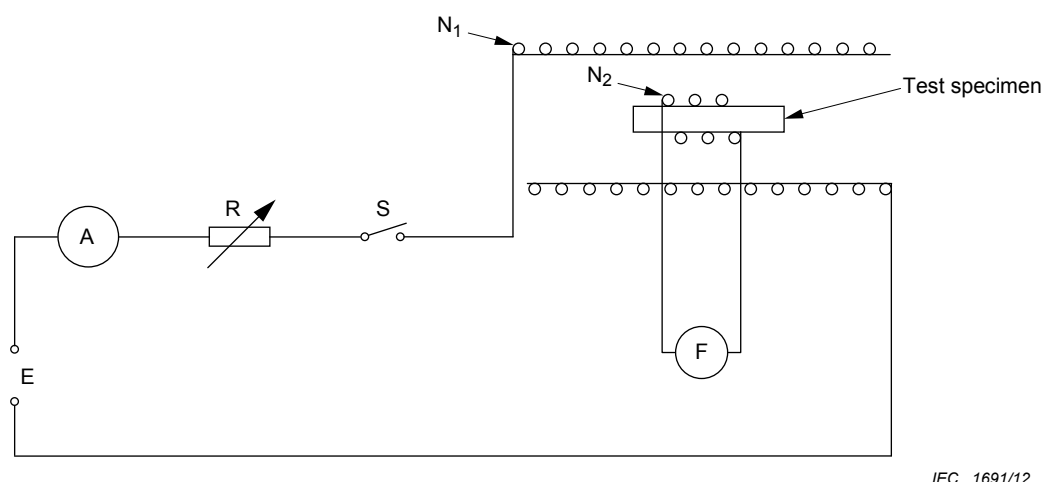 N1
N2
Test specimen
R
S
A
F
E
IEC 1691/12